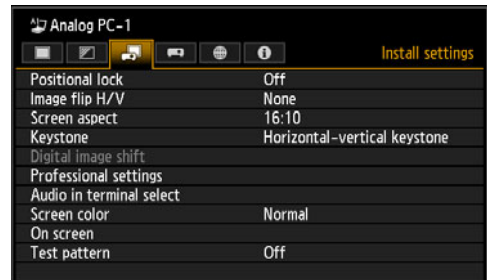 Analog PC-1
Install settings
Positional lock Off
Image flip H/V None
Screen aspect 16:10
Keystone Horizontal-vertical keystone
Digital image shift
Professional settings
Audio in terminal select
Screen color Normal
On screen
Test pattern Off